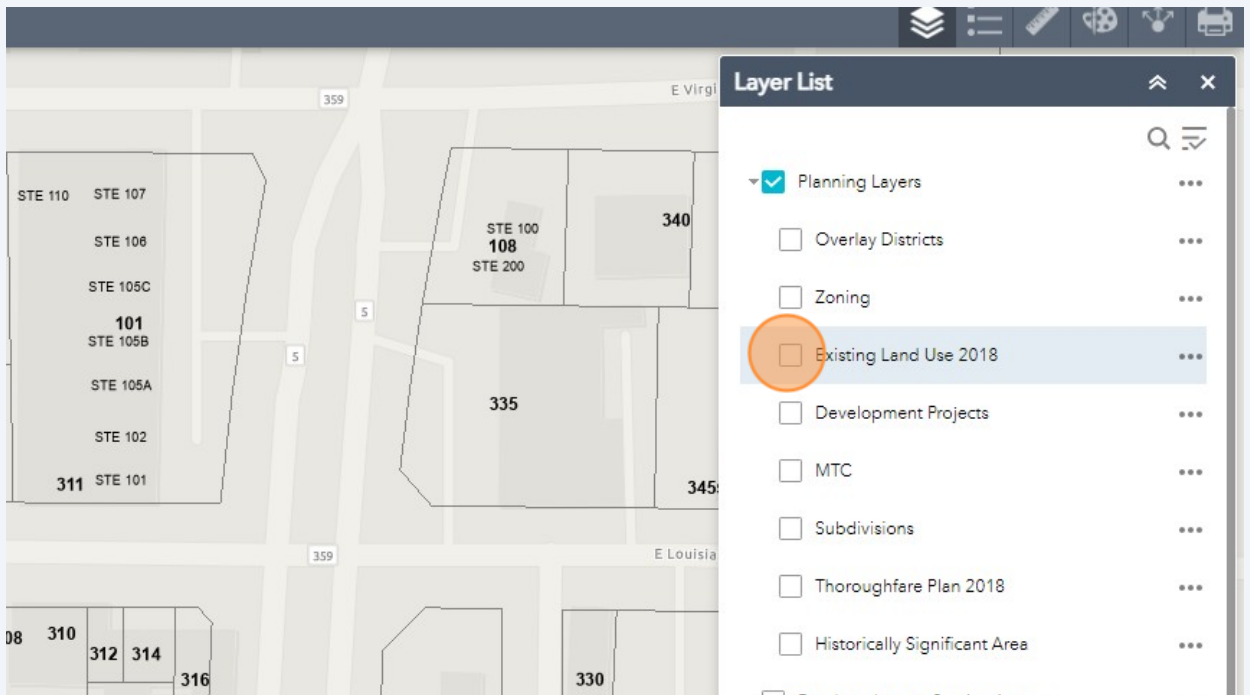 Layer List
Planning Layers
Overlay Districts
Zoning
Existing Land Use 2018
Development Projects
MTC
Subdivisions
Thoroughfare Plan 2018
Historically Significant Area
E Virgi
359
STE 110 STE 107
STE 106
STE 105C
101
STE 105B
STE 105A
STE 102
311 STE 101
STE 100
108
STE 200
340
5
5
335
345
359
E Louisia
08 310
312 314
316
330